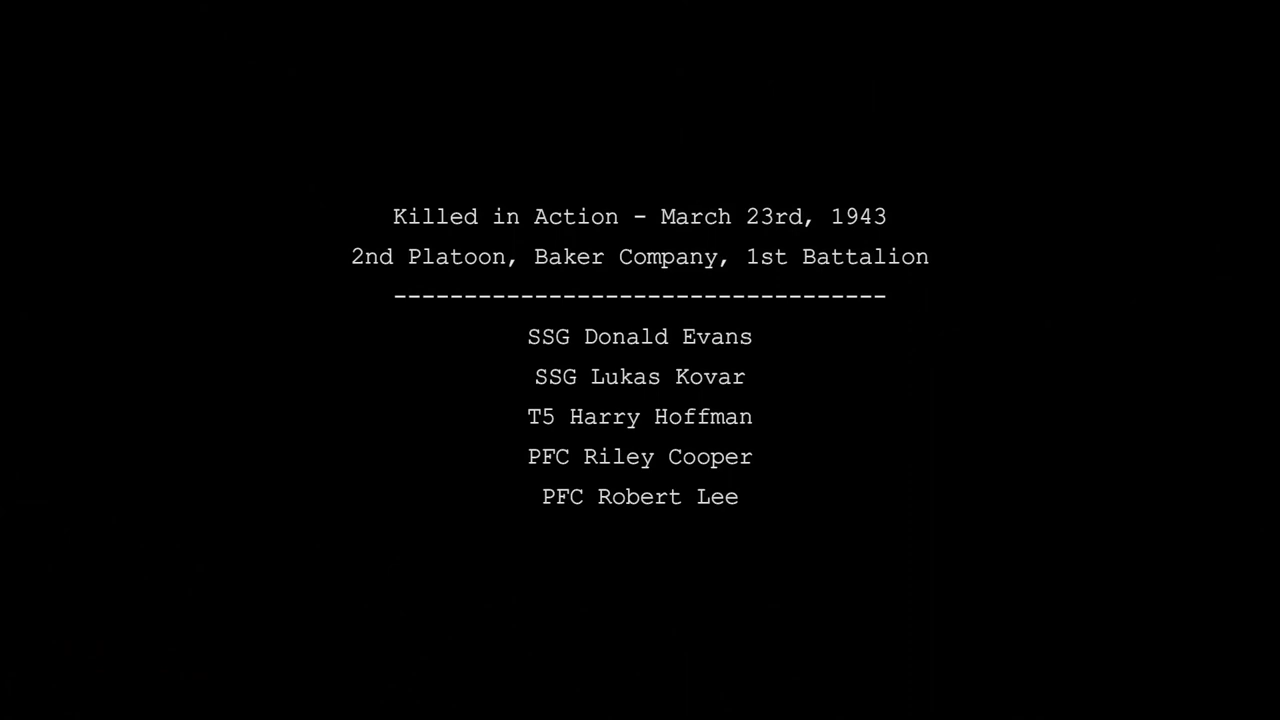 Killed in Action - March 23rd, 1943
2nd Platoon, Baker Company, 1st Battalion
-----------------------------------
SSG Donald Evans
SSG Lukas Kovar
T5 Harry Hoffman
PFC Riley Cooper
PFC Robert Lee